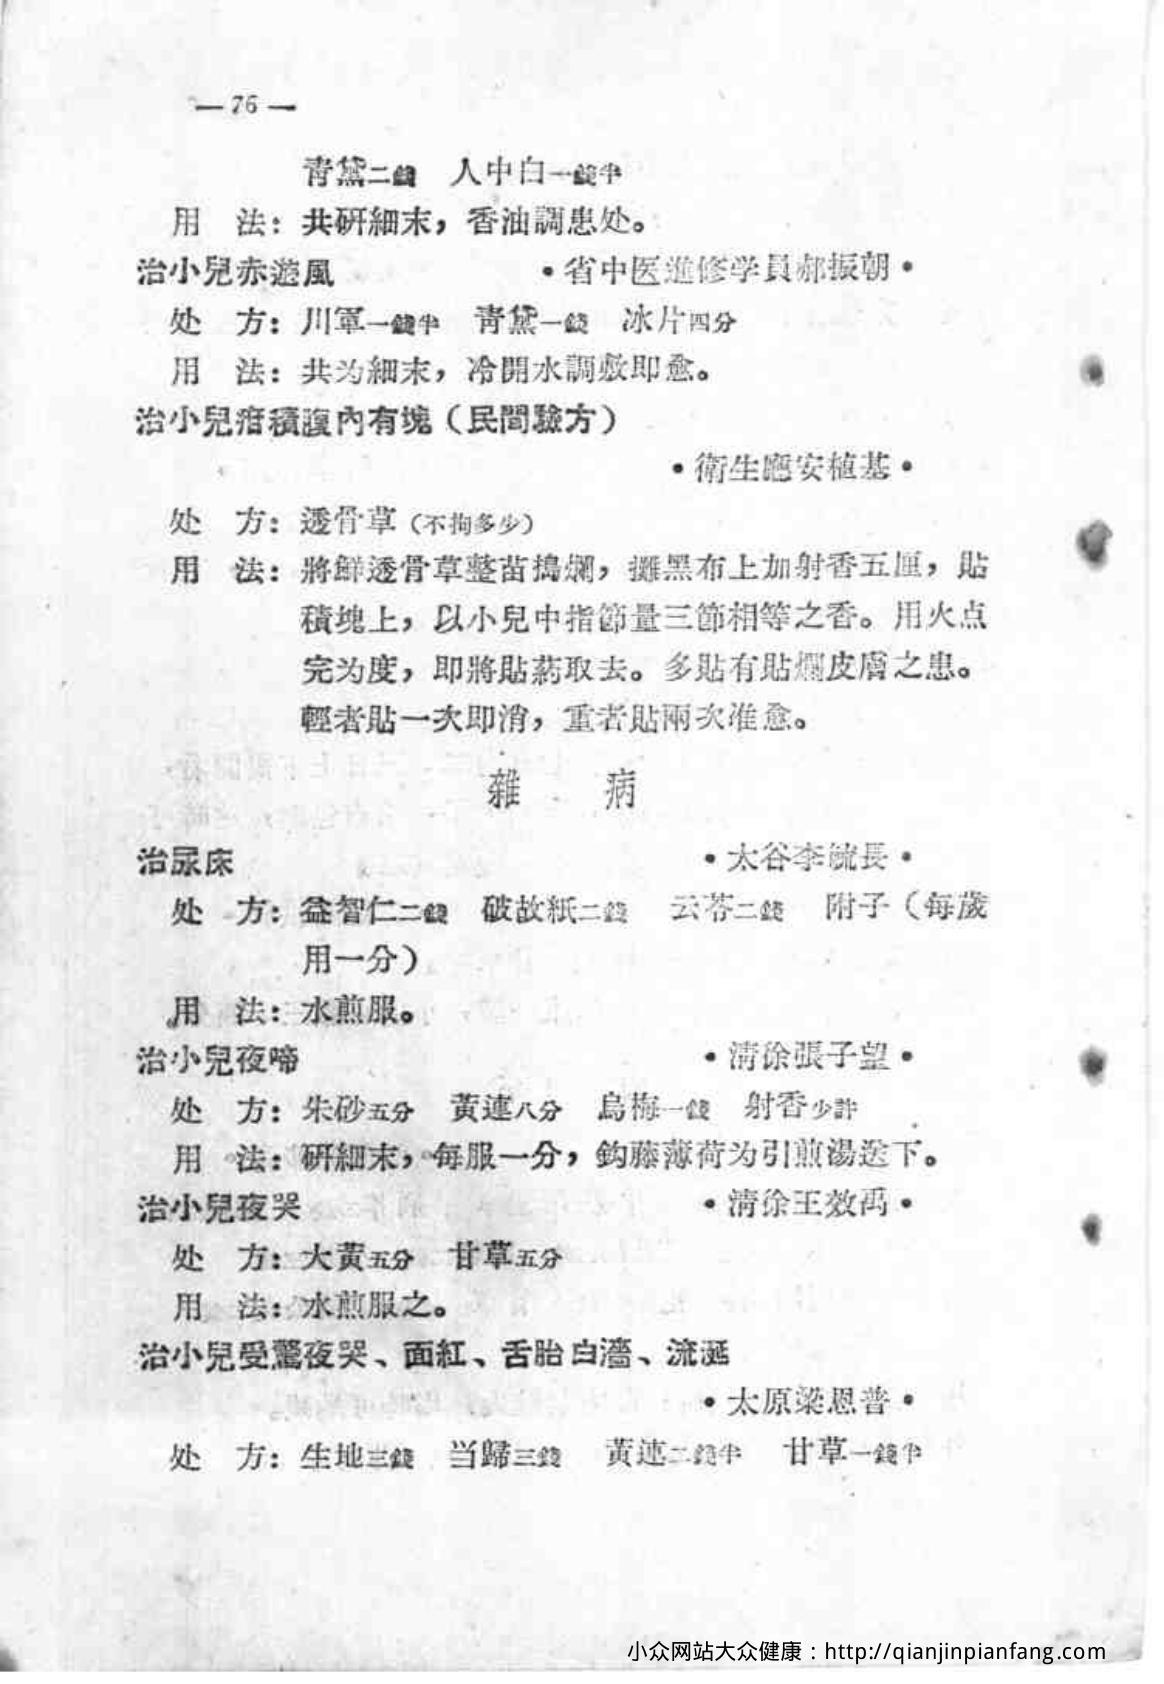 — 76 —
青黛二錢　人中白一錢半
用　法：共研細末，香油調患处。
治小兒赤遊風　•省中医進修学員郝振朝•
处　方：川軍一錢半　青黛一錢　冰片四分
用　法：共为細末，冷開水調敷即愈。
治小兒疳積腹內有塊（民間驗方）
•衛生廳安植基•
处　方：透骨草（不拘多少）
用　法：將鮮透骨草整苗搗爛，攤黑布上加射香五厘，貼
積塊上，以小兒中指節量三節相等之香。用火点
完为度，即將貼葯取去。多貼有貼爛皮膚之患。
輕者貼一次即消，重者貼兩次准愈。
雜　病
治尿床　•太谷李毓長•
处　方：益智仁二錢　破故紙二錢　云苓二錢　附子（每歲
用一分）
用　法：水煎服。
治小兒夜啼　•清徐張子望•
处　方：朱砂五分　黃連八分　烏梅一錢　射香少許
用　法：研細末，每服一分，鈎藤薄荷为引煎湯送下。
治小兒夜哭　•清徐王效禹•
处　方：大黃五分　甘草五分
用　法：水煎服之。
治小兒受驚夜哭、面紅、舌胎白濇、流涎
•太原梁恩普•
处　方：生地三錢　当歸三錢　黃連二錢半　甘草一錢半
小众网站大众健康：http://qianjinpianfang.com